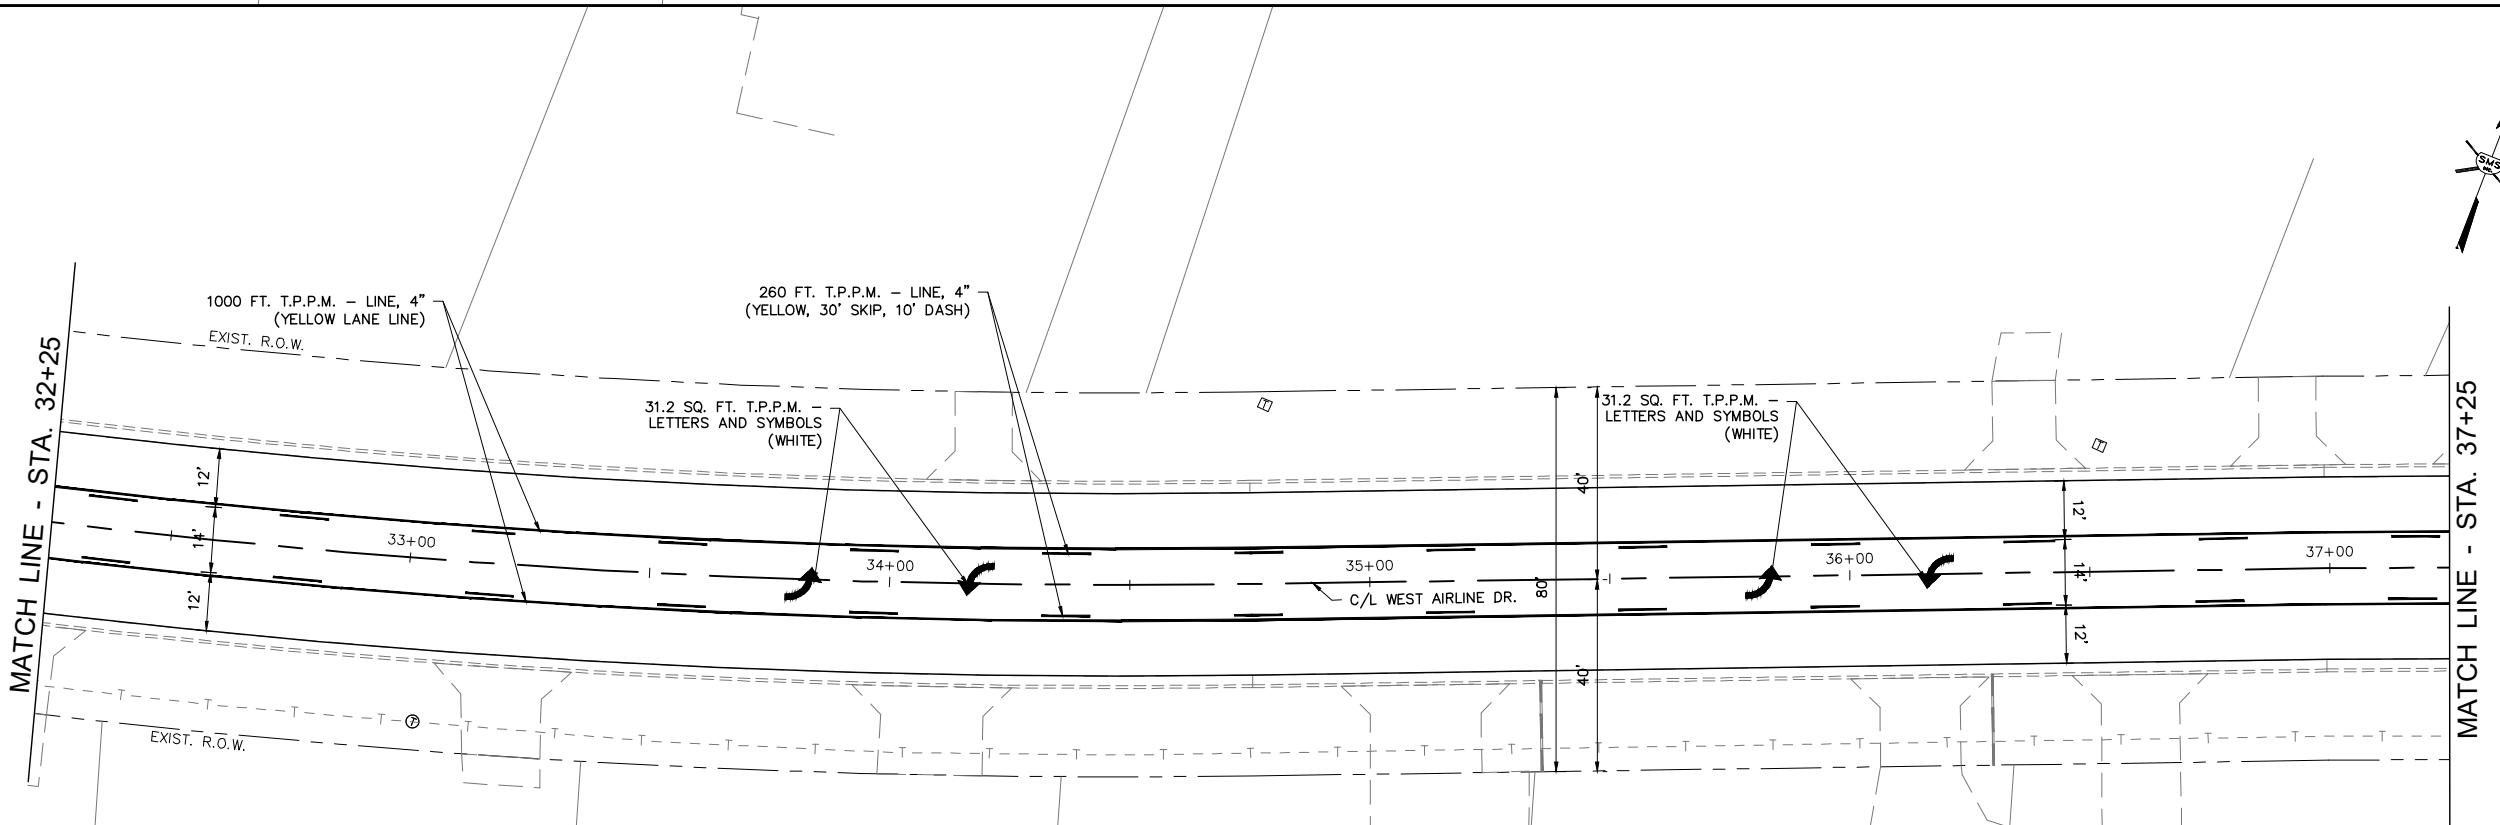 1000 FT. T.P.P.M. – LINE, 4"
(YELLOW LANE LINE)
260 FT. T.P.P.M. – LINE, 4"
(YELLOW, 30' SKIP, 10' DASH)
EXIST. R.O.W.
31.2 SQ. FT. T.P.P.M. –
LETTERS AND SYMBOLS
(WHITE)
31.2 SQ. FT. T.P.P.M. –
LETTERS AND SYMBOLS
(WHITE)
SMS
MATCH LINE - STA. 32+25
MATCH LINE - STA. 37+25
T
T
12'
14'
12'
40'
80'
40'
12'
14'
12'
33+00
34+00
35+00
36+00
37+00
C/L WEST AIRLINE DR.
T
EXIST. R.O.W.